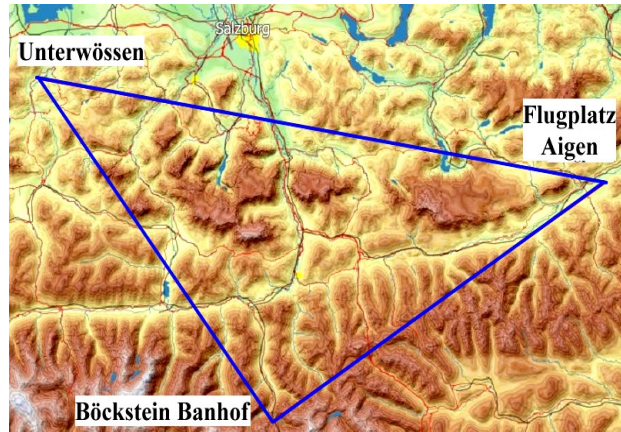 Salzburg
Unterwössen
Flugplatz
Aigen
Böckstein Banhof